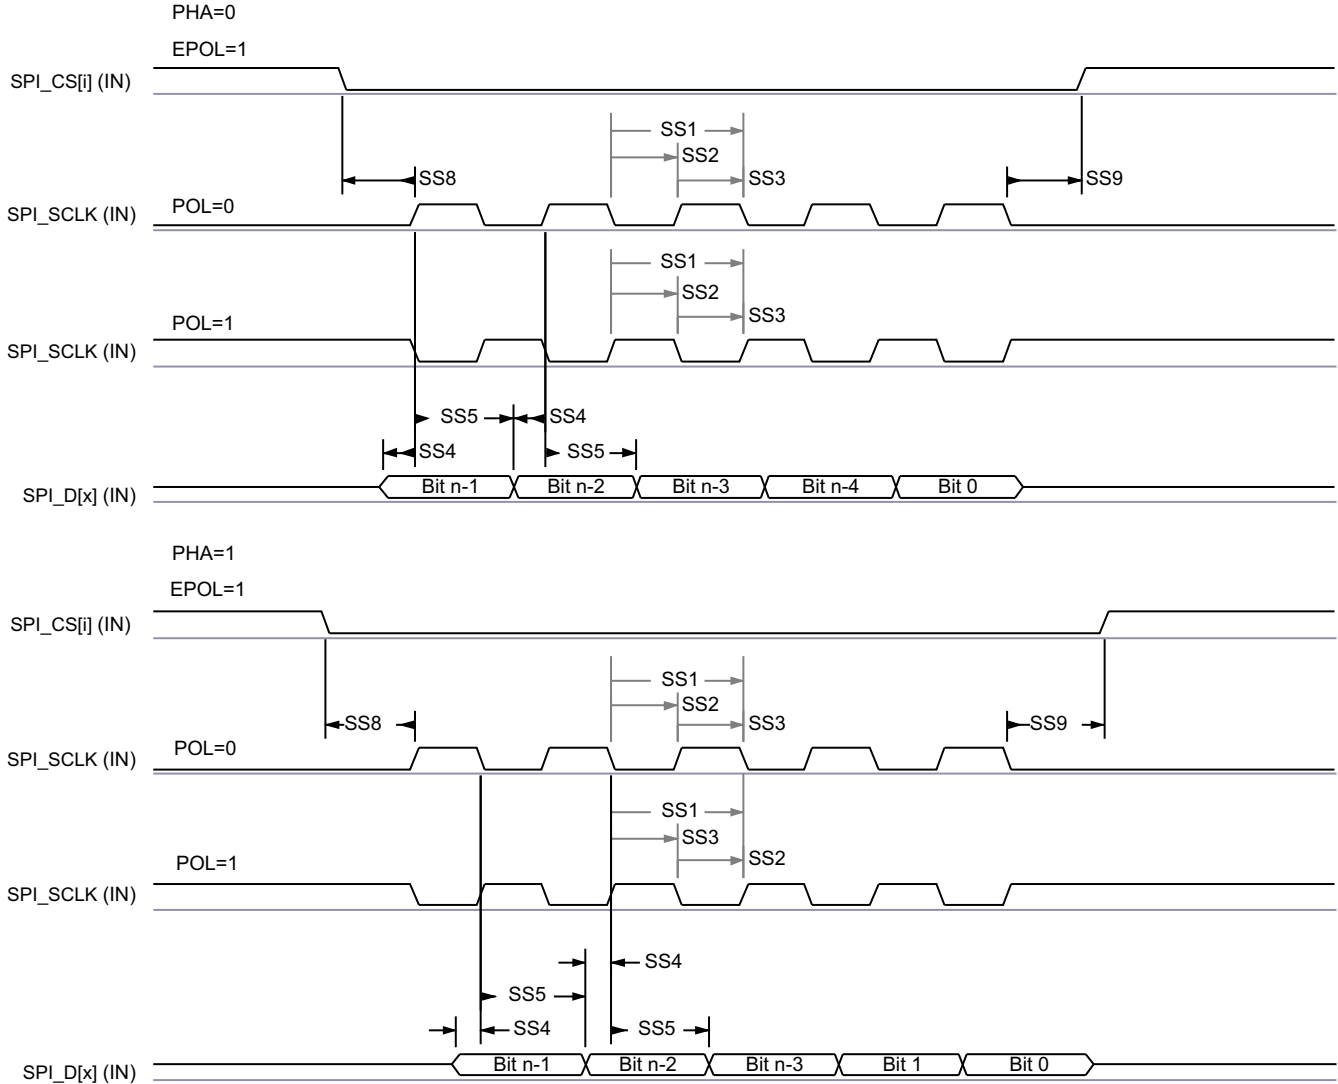 PHA=0
EPOL=1
SPI_CS[i] (IN)
SS1
SS2
SS8
SS3
SS9
POL=0
SPI_SCLK (IN)
SS1
SS2
SS3
POL=1
SPI_SCLK (IN)
SS5
SS4
SS4
SS5
SPI_D[x] (IN)
Bit n-1
Bit n-2
Bit n-3
Bit n-4
Bit 0
PHA=1
EPOL=1
SPI_CS[i] (IN)
SS1
SS2
SS8
SS3
SS9
POL=0
SPI_SCLK (IN)
SS1
SS3
SS2
POL=1
SPI_SCLK (IN)
SS4
SS5
SS4
SS5
SPI_D[x] (IN)
Bit n-1
Bit n-2
Bit n-3
Bit 1
Bit 0